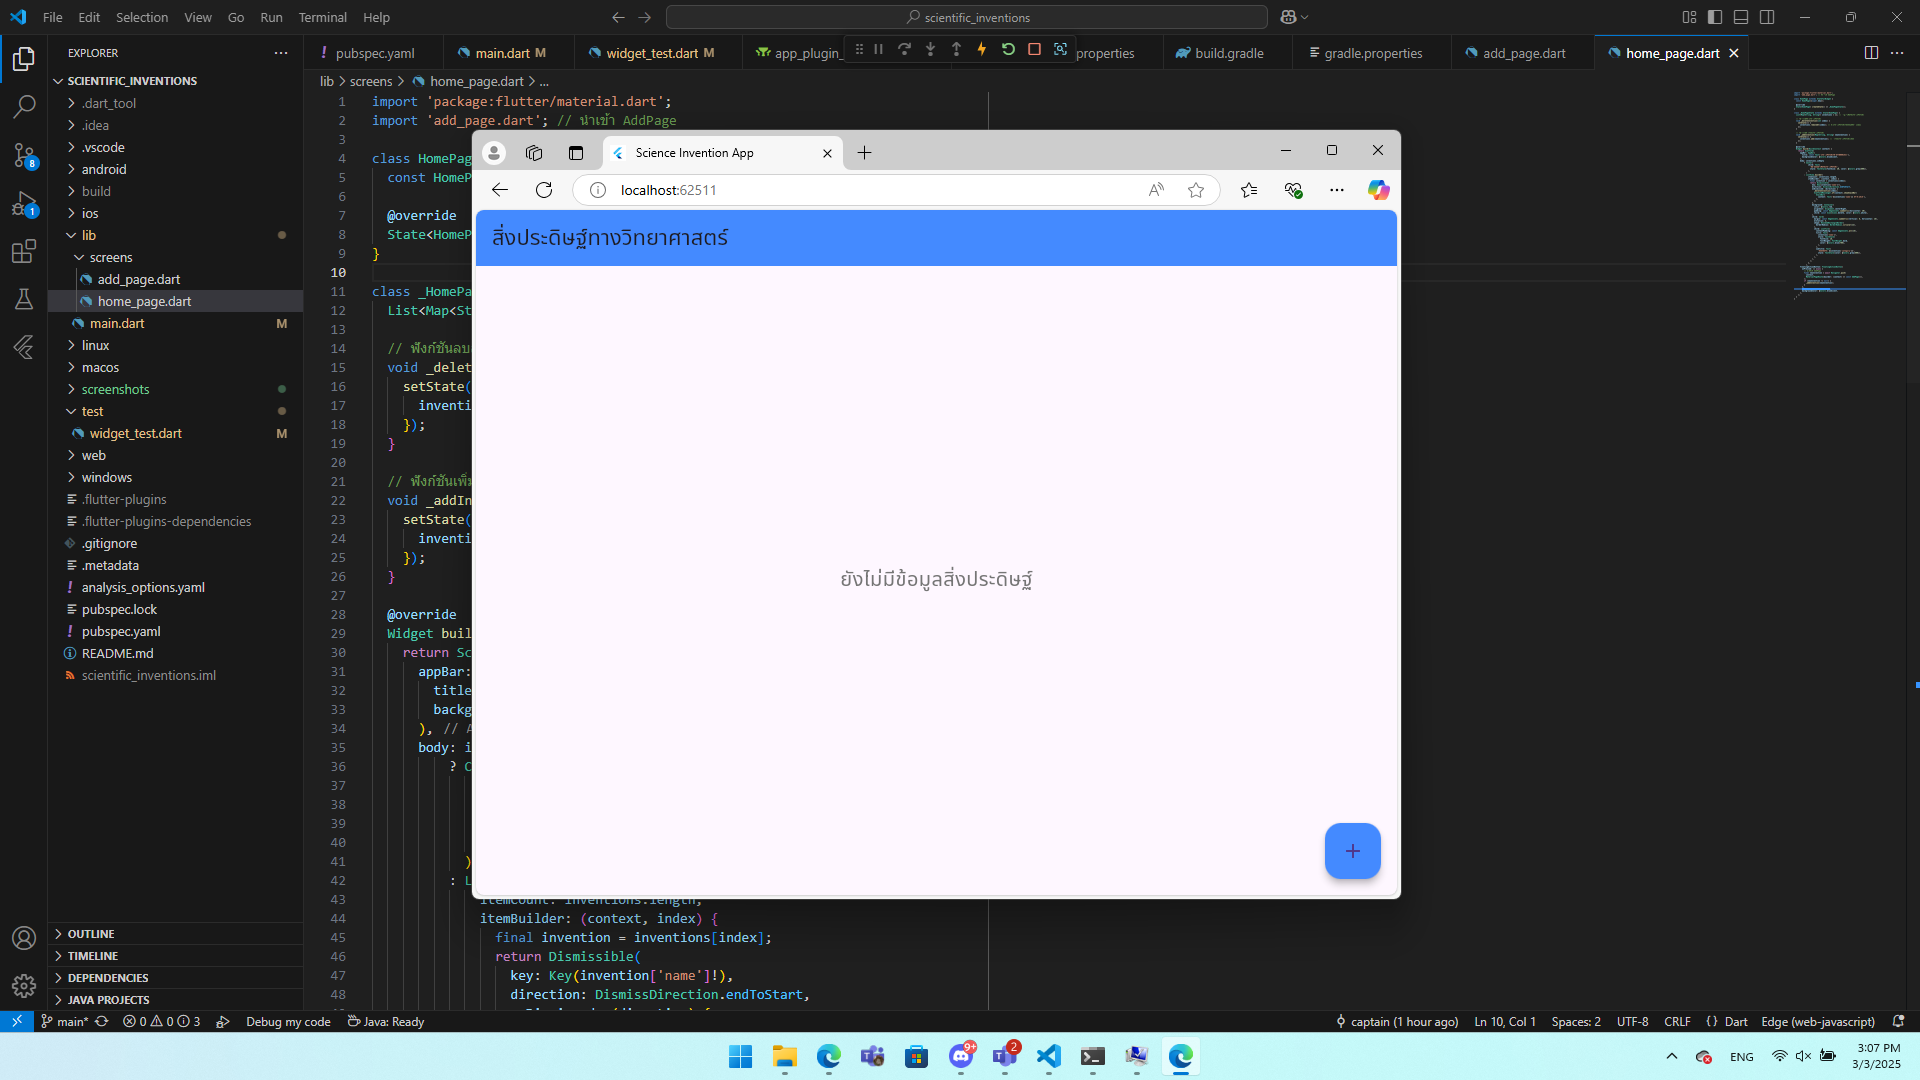 File Edit Selection View Go Run Terminal Help
scientific_inventions
EXPLORER
pubspec.yaml
main.dart M
widget_test.dart M
app_plugin_
properties
build.gradle
gradle.properties
add_page.dart
home_page.dart
SCIENTIFIC_INVENTIONS
.dart_tool
.idea
.vscode
android
build
ios
lib
screens
add_page.dart
home_page.dart
main.dart M
linux
macos
screenshots
test
widget_test.dart M
web
windows
.flutter-plugins
.flutter-plugins-dependencies
.gitignore
.metadata
analysis_options.yaml
pubspec.lock
pubspec.yaml
README.md
scientific_inventions.iml
OUTLINE
TIMELINE
DEPENDENCIES
JAVA PROJECTS
8
1
lib > screens > home_page.dart > ...
1 import 'package:flutter/material.dart';
2 import 'add_page.dart'; // นำเข้า AddPage
3
4 class HomePag
5 const HomeP
6
7 @override
8 State<HomeP
9 }
10
11 class _HomePa
12 List<Map<St
13
14 // ฟังก์ชันลบ
15 void _delet
16 setState(
17 inventi
18 });
19 }
20
21 // ฟังก์ชันเพิ่ม
22 void _addIn
23 setState(
24 inventi
25 });
26 }
27
28 @override
29 Widget buil
30 return Sc
31 appBar:
32 title
33 backg
34 ), // A
35 body: i
36 ? C
37
38
39
40
41 )
42 : L
43 itemCount: inventions.length,
44 itemBuilder: (context, index) {
45 final invention = inventions[index];
46 return Dismissible(
47 key: Key(invention['name']!),
48 direction: DismissDirection.endToStart,
Science Invention App
localhost:62511
สิ่งประดิษฐ์ทางวิทยาศาสตร์
ยังไม่มีข้อมูลสิ่งประดิษฐ์
+
main* 0 0 3 Debug my code Java: Ready
captain (1 hour ago) Ln 10, Col 1 Spaces: 2 UTF-8 CRLF {} Dart Edge (web-javascript)
9+
2
ENG
3:07 PM
3/3/2025